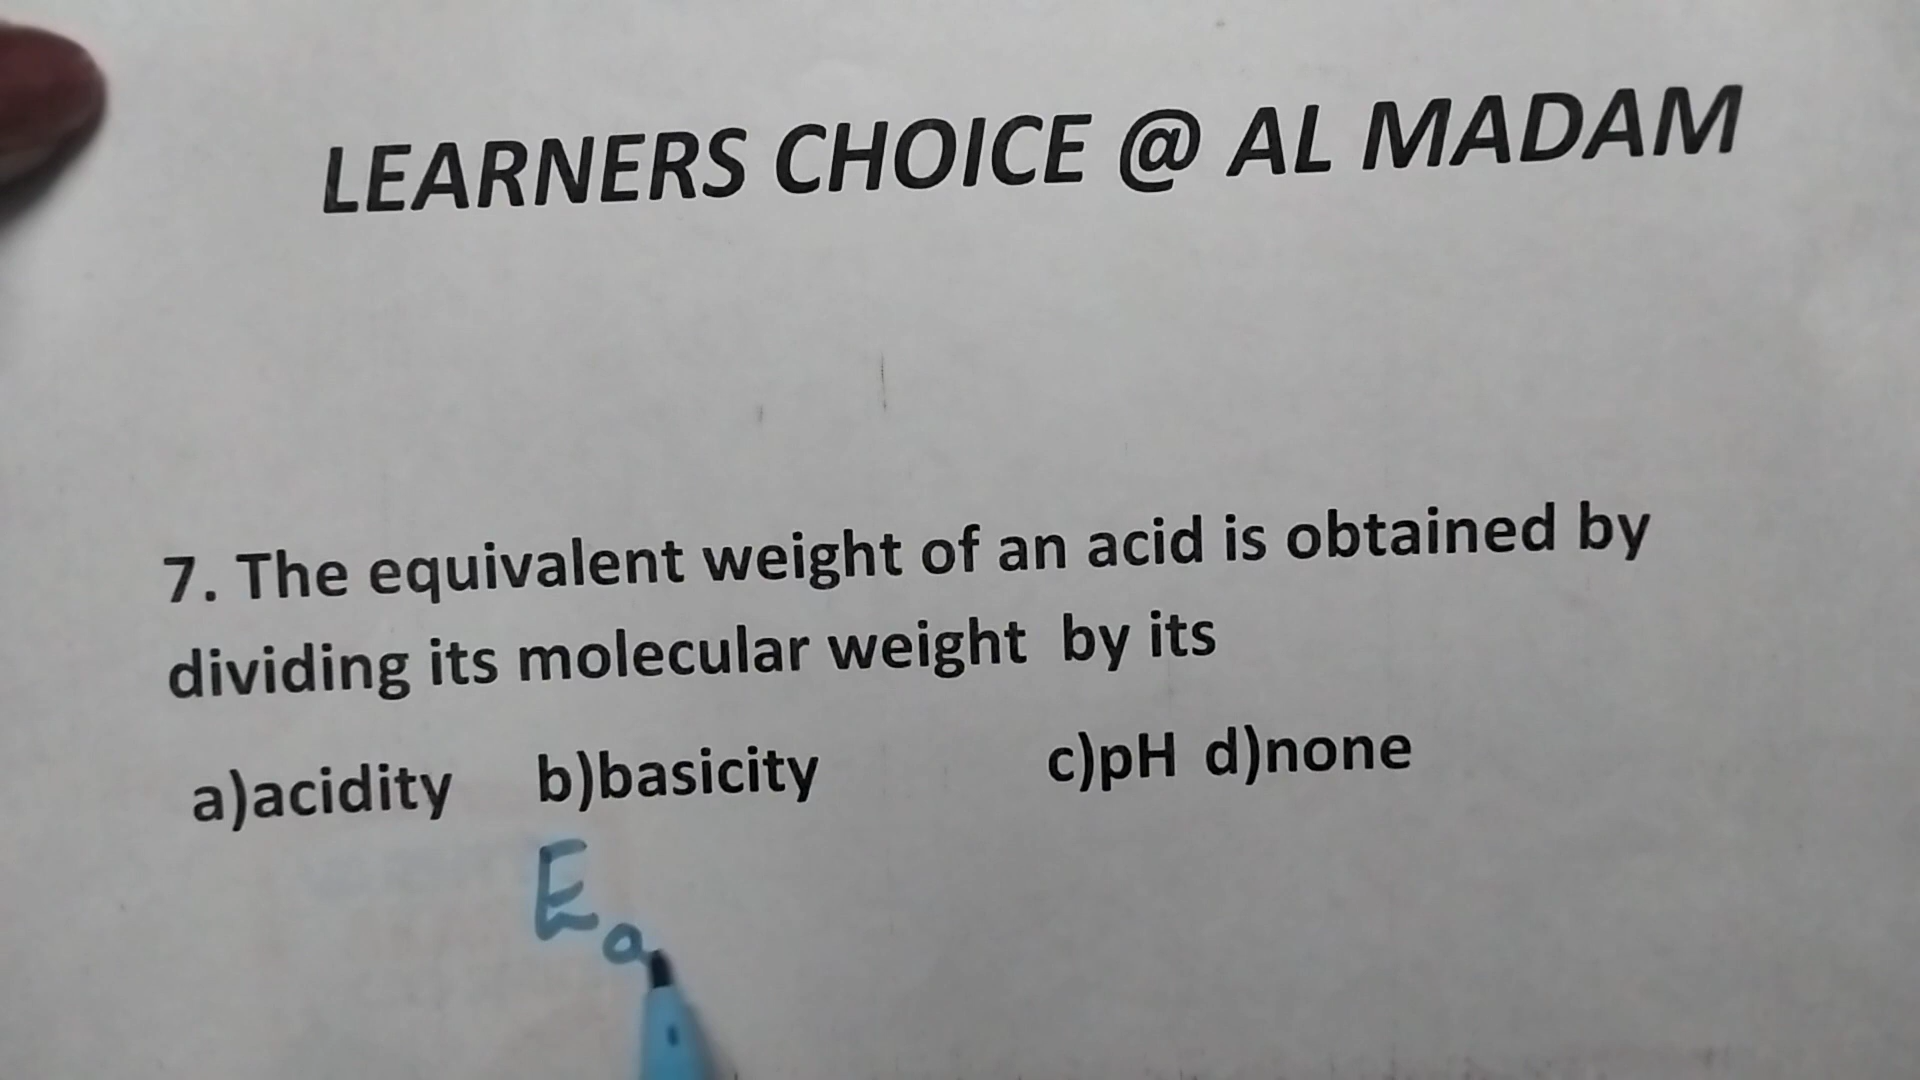 LEARNERS CHOICE @ AL MADAM
7. The equivalent weight of an acid is obtained by
dividing its molecular weight by its
a)acidity b)basicity c)pH d)none
Ea